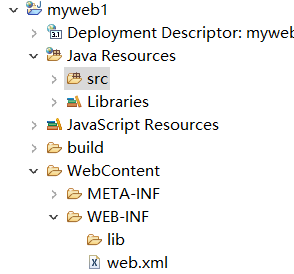 myweb1
Deployment Descriptor: myweb
Java Resources
src
Libraries
JavaScript Resources
build
WebContent
META-INF
WEB-INF
lib
web.xml